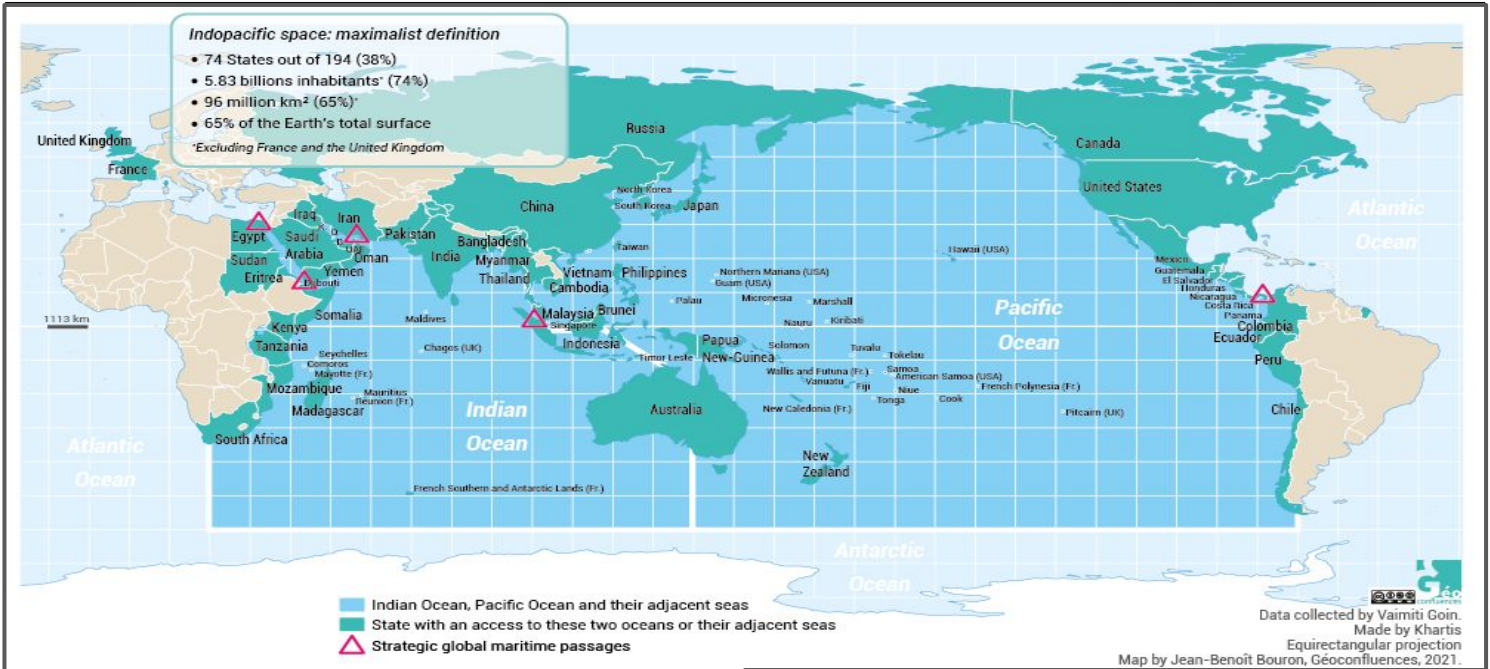 Indopacific space: maximalist definition
• 74 States out of 194 (38%)
• 5.83 billions inhabitants* (74%)
• 96 million km² (65%)*
• 65% of the Earth's total surface
*Excluding France and the United Kingdom
United Kingdom
France
Russia
Canada
United States
North Korea
South Korea
Japan
China
Iraq
Iran
K.
Q.
Egypt
Saudi
Arabia
Pakistan
Oman
Bangladesh
India
Myanmar
Thailand
Taiwan
Hawaii (USA)
Atlantic
Ocean
Sudan
Eritrea
Yemen
Djibouti
Vietnam
Cambodia
Philippines
Northern Mariana (USA)
Guam (USA)
Mexico
Guatemala
El Salvador
Honduras
Nicaragua
Costa Rica
Panama
Colombia
Ecuador
Peru
Chile
1113 km
Somalia
Kenya
Tanzania
Maldives
Malaysia
Brunei
Singapore
Indonesia
Palau
Micronesia
Marshall
Nauru
Kiribati
Pacific
Ocean
Seychelles
Comoros
Mayotte (Fr.)
Chagos (UK)
Timor Leste
Papua
New-Guinea
Solomon
Tuvalu
Tokelau
Wallis and Futuna (Fr.)
Samoa
American Samoa (USA)
Vanuatu
Fiji
Niue
French Polynesia (Fr.)
Mozambique
Mauritius
Réunion (Fr.)
Madagascar
Indian
Ocean
Australia
New Caledonia (Fr.)
Tonga
Cook
Pitcairn (UK)
South Africa
Atlantic
Ocean
New
Zealand
French Southern and Antarctic Lands (Fr.)
Antarctic
Ocean
Indian Ocean, Pacific Ocean and their adjacent seas
State with an access to these two oceans or their adjacent seas
Strategic global maritime passages
Géo
confluences
Data collected by Vaimiti Goin.
Made by Khartis
Equirectangular projection
Map by Jean-Benoît Bouron, Géoconfluences, 2021.